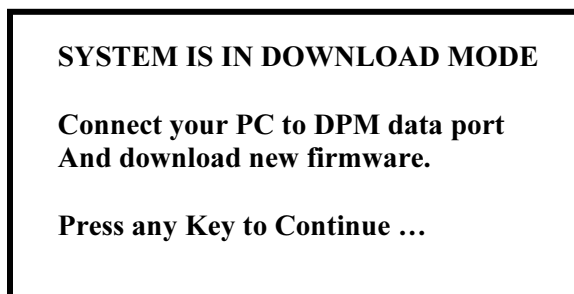 SYSTEM IS IN DOWNLOAD MODE
Connect your PC to DPM data port
And download new firmware.
Press any Key to Continue …